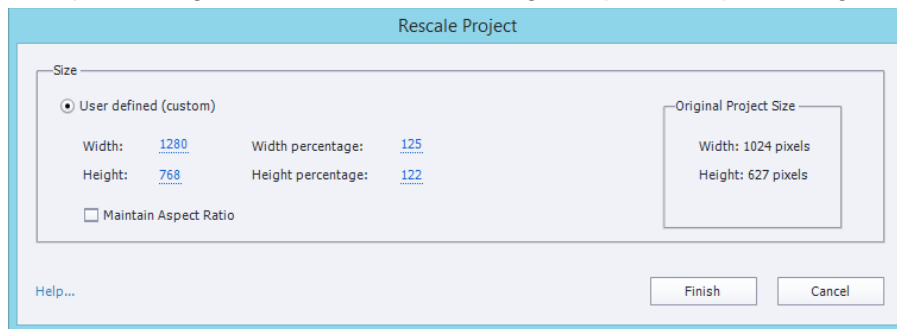 Rescale Project
Size
User defined (custom)
Original Project Size
Width: 1280 Width percentage: 125
Width: 1024 pixels
Height: 768 Height percentage: 122
Height: 627 pixels
Maintain Aspect Ratio
Help...
Finish
Cancel